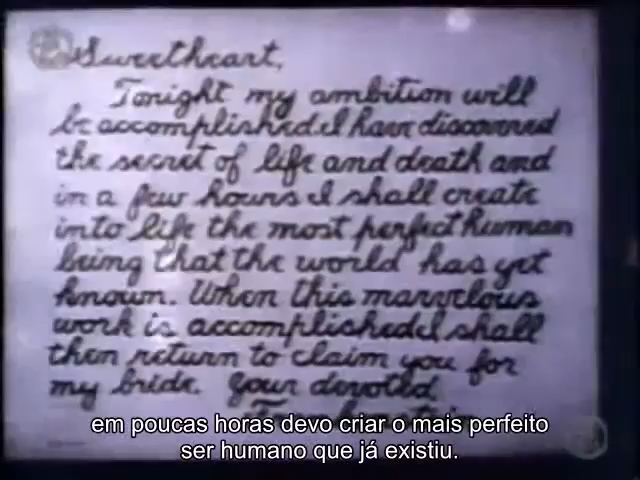 Sweetheart,
Tonight my ambition will
be accomplished. I have discovered
the secret of life and death and
in a few hours I shall create
into life the most perfect human
being that the world has yet
known. When this marvelous
work is accomplished I shall
then return to claim you for
my bride. Your devoted
em poucas horas devo criar o mais perfeito
ser humano que já existiu.